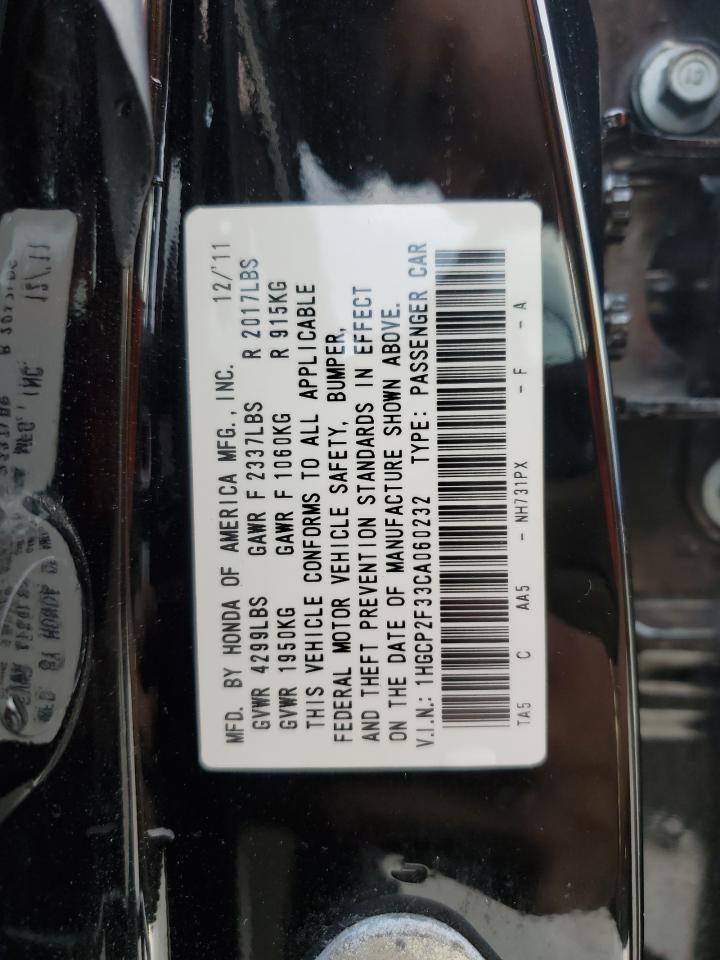 MFD. BY HONDA OF AMERICA MFG., INC. 12/'11
GVWR 4299LBS GAWR F 2337LBS R 2017LBS
GVWR 1950KG GAWR F 1060KG R 915KG
THIS VEHICLE CONFORMS TO ALL APPLICABLE
FEDERAL MOTOR VEHICLE SAFETY, BUMPER,
AND THEFT PREVENTION STANDARDS IN EFFECT
ON THE DATE OF MANUFACTURE SHOWN ABOVE.
V.I.N.: 1HGCP2F33CA060232 TYPE: PASSENGER CAR
TA5 C AA5 - NH731PX - F - A